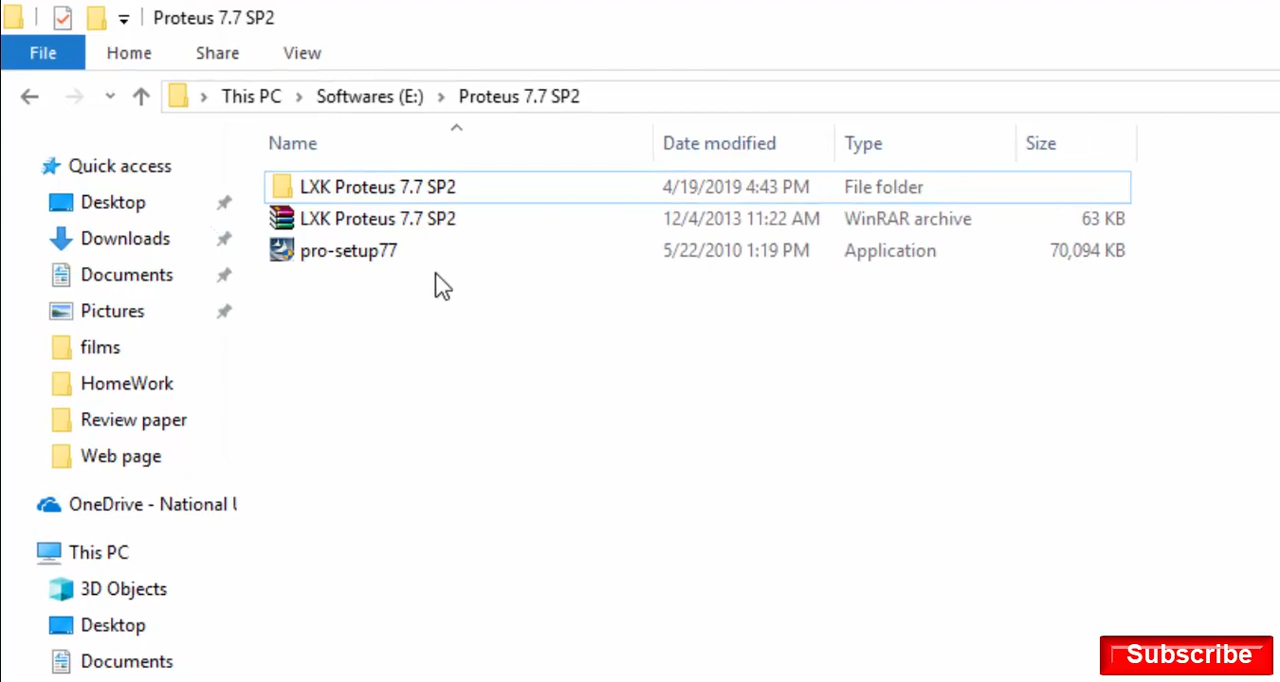 Proteus 7.7 SP2
File Home Share View
This PC Softwares (E:) Proteus 7.7 SP2
Name Date modified Type Size
Quick access
Desktop
Downloads
Documents
Pictures
films
HomeWork
Review paper
Web page
OneDrive - National U
This PC
3D Objects
Desktop
Documents
LXK Proteus 7.7 SP2 4/19/2019 4:43 PM File folder
LXK Proteus 7.7 SP2 12/4/2013 11:22 AM WinRAR archive 63 KB
pro-setup77 5/22/2010 1:19 PM Application 70,094 KB
Subscribe